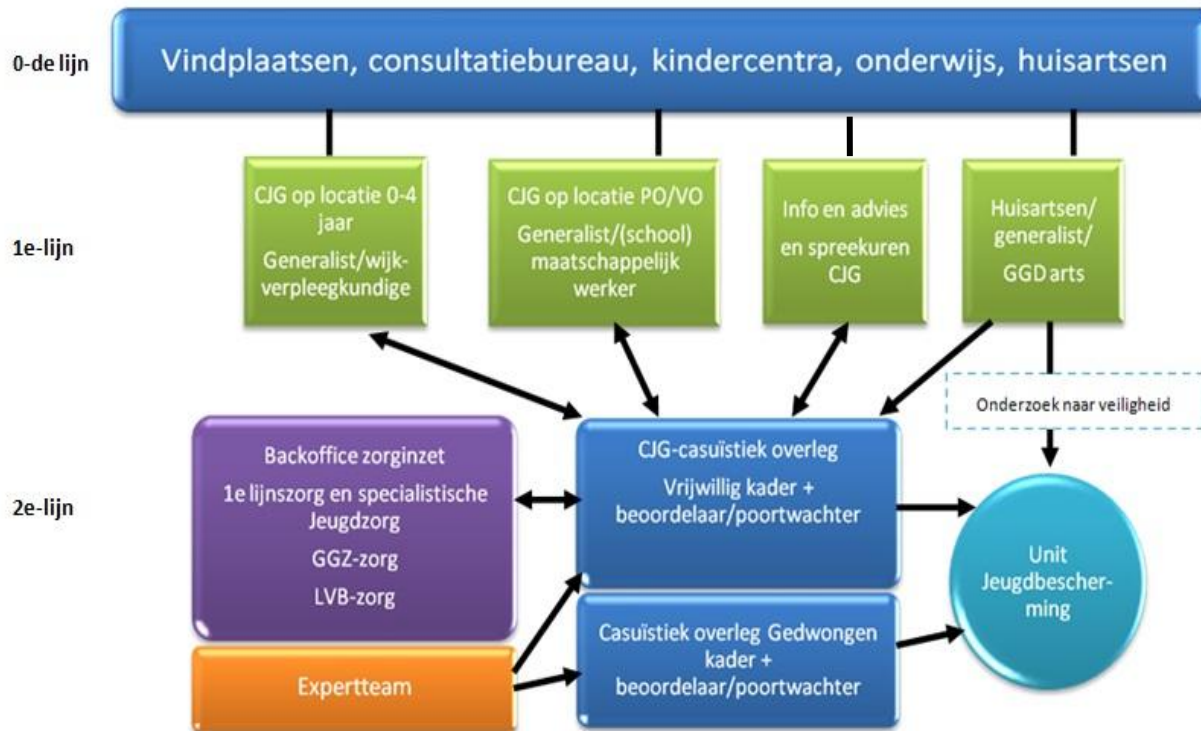 0-de lijn
Vindplaatsen, consultatiebureau, kindercentra, onderwijs, huisartsen
1e-lijn
CJG op locatie 0-4
jaar
Generalist/wijk-
verpleegkundige
CJG op locatie PO/VO
Generalist/(school)
maatschappelijk
werker
Info en advies
en spreekuren
CJG
Huisartsen/
generalist/
GGD arts
Onderzoek naar veiligheid
2e-lijn
Backoffice zorginzet
1e lijnszorg en specialistische
Jeugdzorg
GGZ-zorg
LVB-zorg
CJG-casuïstiek overleg
Vrijwillig kader +
beoordelaar/poortwachter
Unit
Jeugdbescher-
ming
Expertteam
Casuïstiek overleg Gedwongen
kader +
beoordelaar/poortwachter